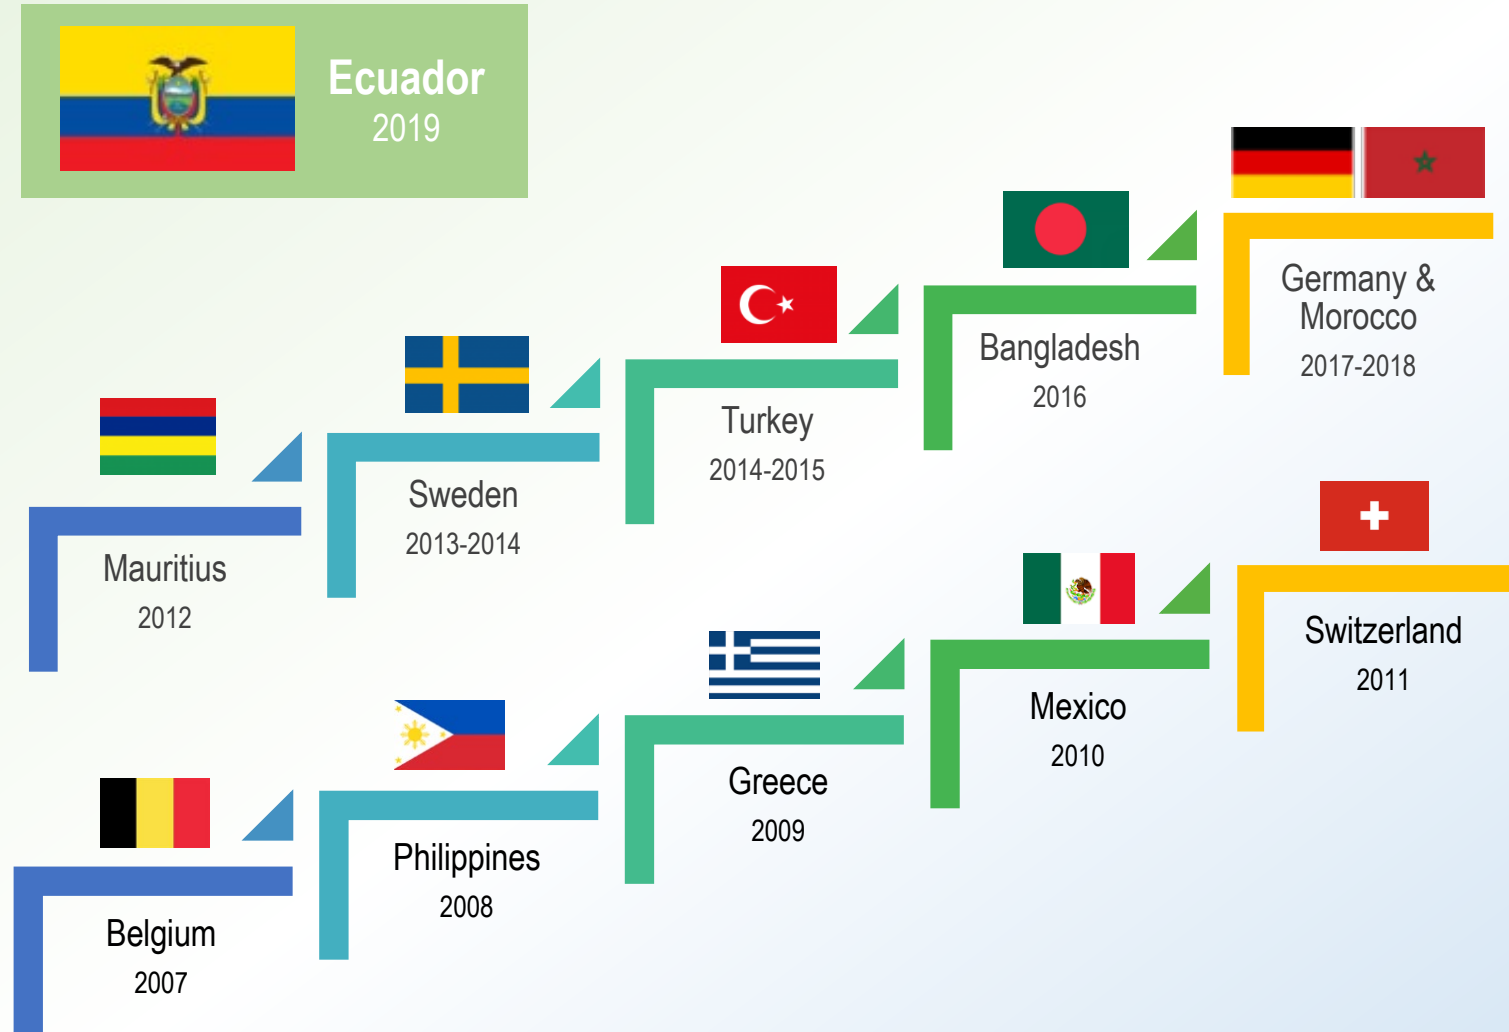 Ecuador
2019
Germany &
Morocco
2017-2018
Bangladesh
2016
Turkey
2014-2015
Sweden
2013-2014
Mauritius
2012
Switzerland
2011
Mexico
2010
Greece
2009
Philippines
2008
Belgium
2007